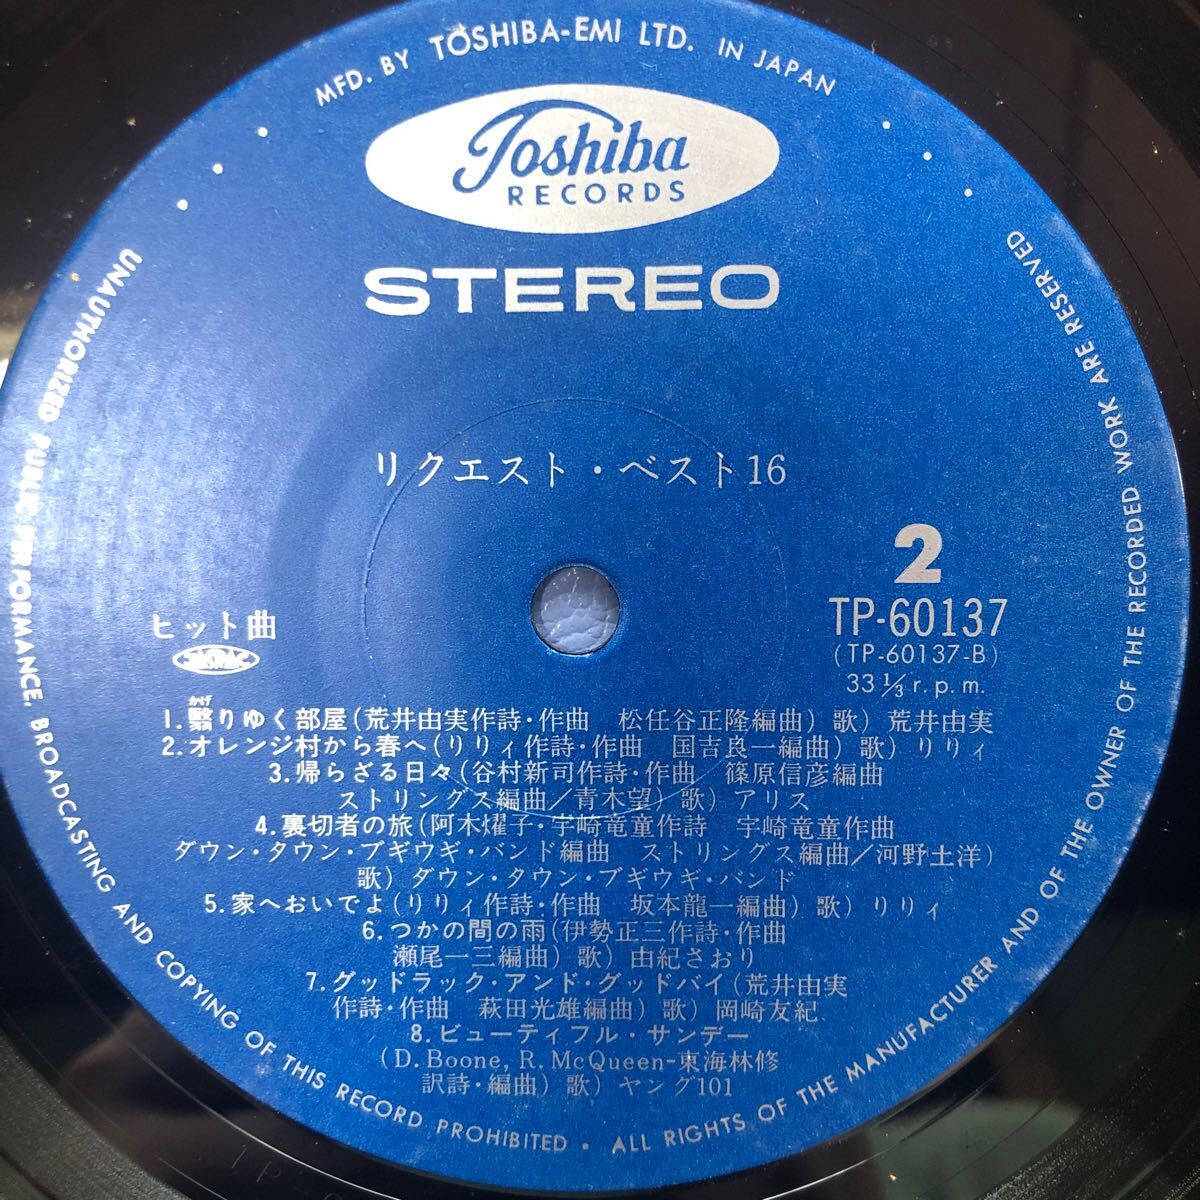 MFD. BY TOSHIBA-EMI LTD. IN JAPAN
Toshiba
RECORDS
STEREO
リクエスト・ベスト16
2
TP-60137
(TP-60137-B)
33 1/3 r.p.m.
ヒット曲
JASRAC
かげ
1.翳りゆく部屋(荒井由実作詩・作曲 松任谷正隆編曲)歌)荒井由実
2.オレンジ村から春へ(りりィ作詩・作曲 国吉良一編曲)歌)りりィ
3.帰らざる日々(谷村新司作詩・作曲 篠原信彦編曲
ストリングス編曲/青木望)歌)アリス
4.裏切者の旅(阿木燿子・宇崎竜童作詩 宇崎竜童作曲
ダウン・タウン・ブギウギ・バンド編曲 ストリングス編曲/河野土洋)
歌)ダウン・タウン・ブギウギ・バンド
5.家へおいでよ(りりィ作詩・作曲 坂本龍一編曲)歌)りりィ
6.つかの間の雨(伊勢正三作詩・作曲
瀬尾一三編曲)歌)由紀さおり
7.グッドラック・アンド・グッドバイ(荒井由実
作詩・作曲 萩田光雄編曲)歌)岡崎友紀
8.ビューティフル・サンデー
(D. Boone, R. McQueen-東海林修
訳詩・編曲)歌)ヤング101
UNAUTHORIZED PUBLIC PERFORMANCE, BROADCASTING AND COPYING OF THIS RECORD PROHIBITED • ALL RIGHTS OF THE MANUFACTURER AND OF THE OWNER OF THE RECORDED WORK ARE RESERVED